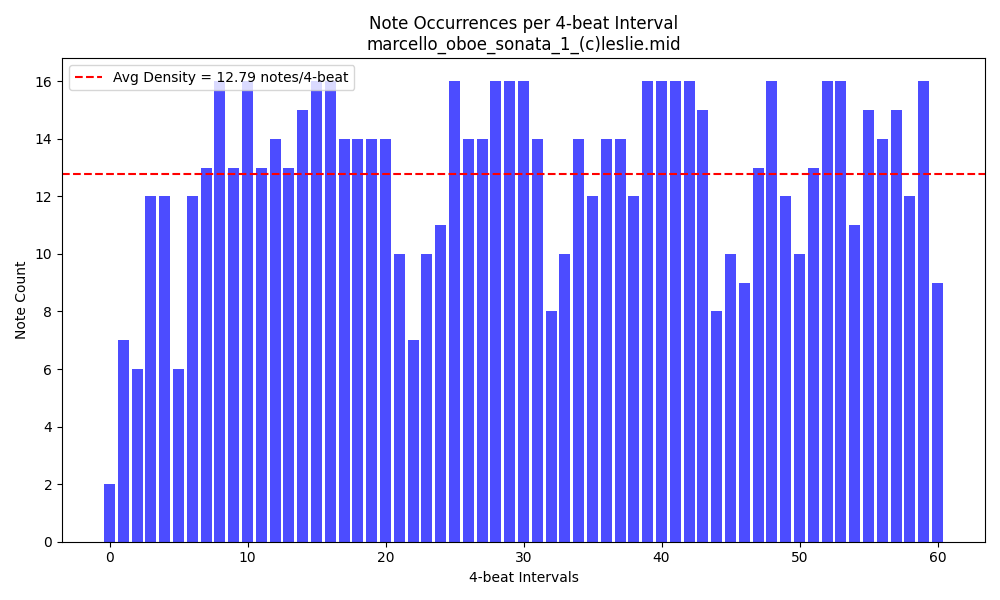 Note Occurrences per 4-beat Interval
marcello_oboe_sonata_1_(c)leslie.mid
Avg Density = 12.79 notes/4-beat
Note Count
16
14
12
10
8
6
4
2
0
0 10 20 30 40 50 60
4-beat Intervals